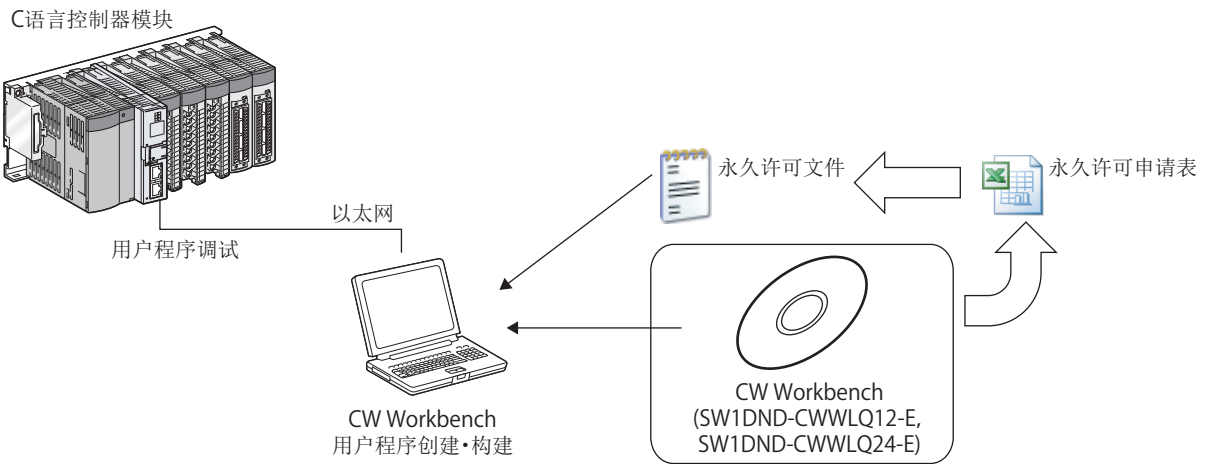 C语言控制器模块
永久许可文件
永久许可申请表
以太网
用户程序调试
CW Workbench
用户程序创建•构建
CW Workbench
(SW1DND-CWWLQ12-E,
SW1DND-CWWLQ24-E)